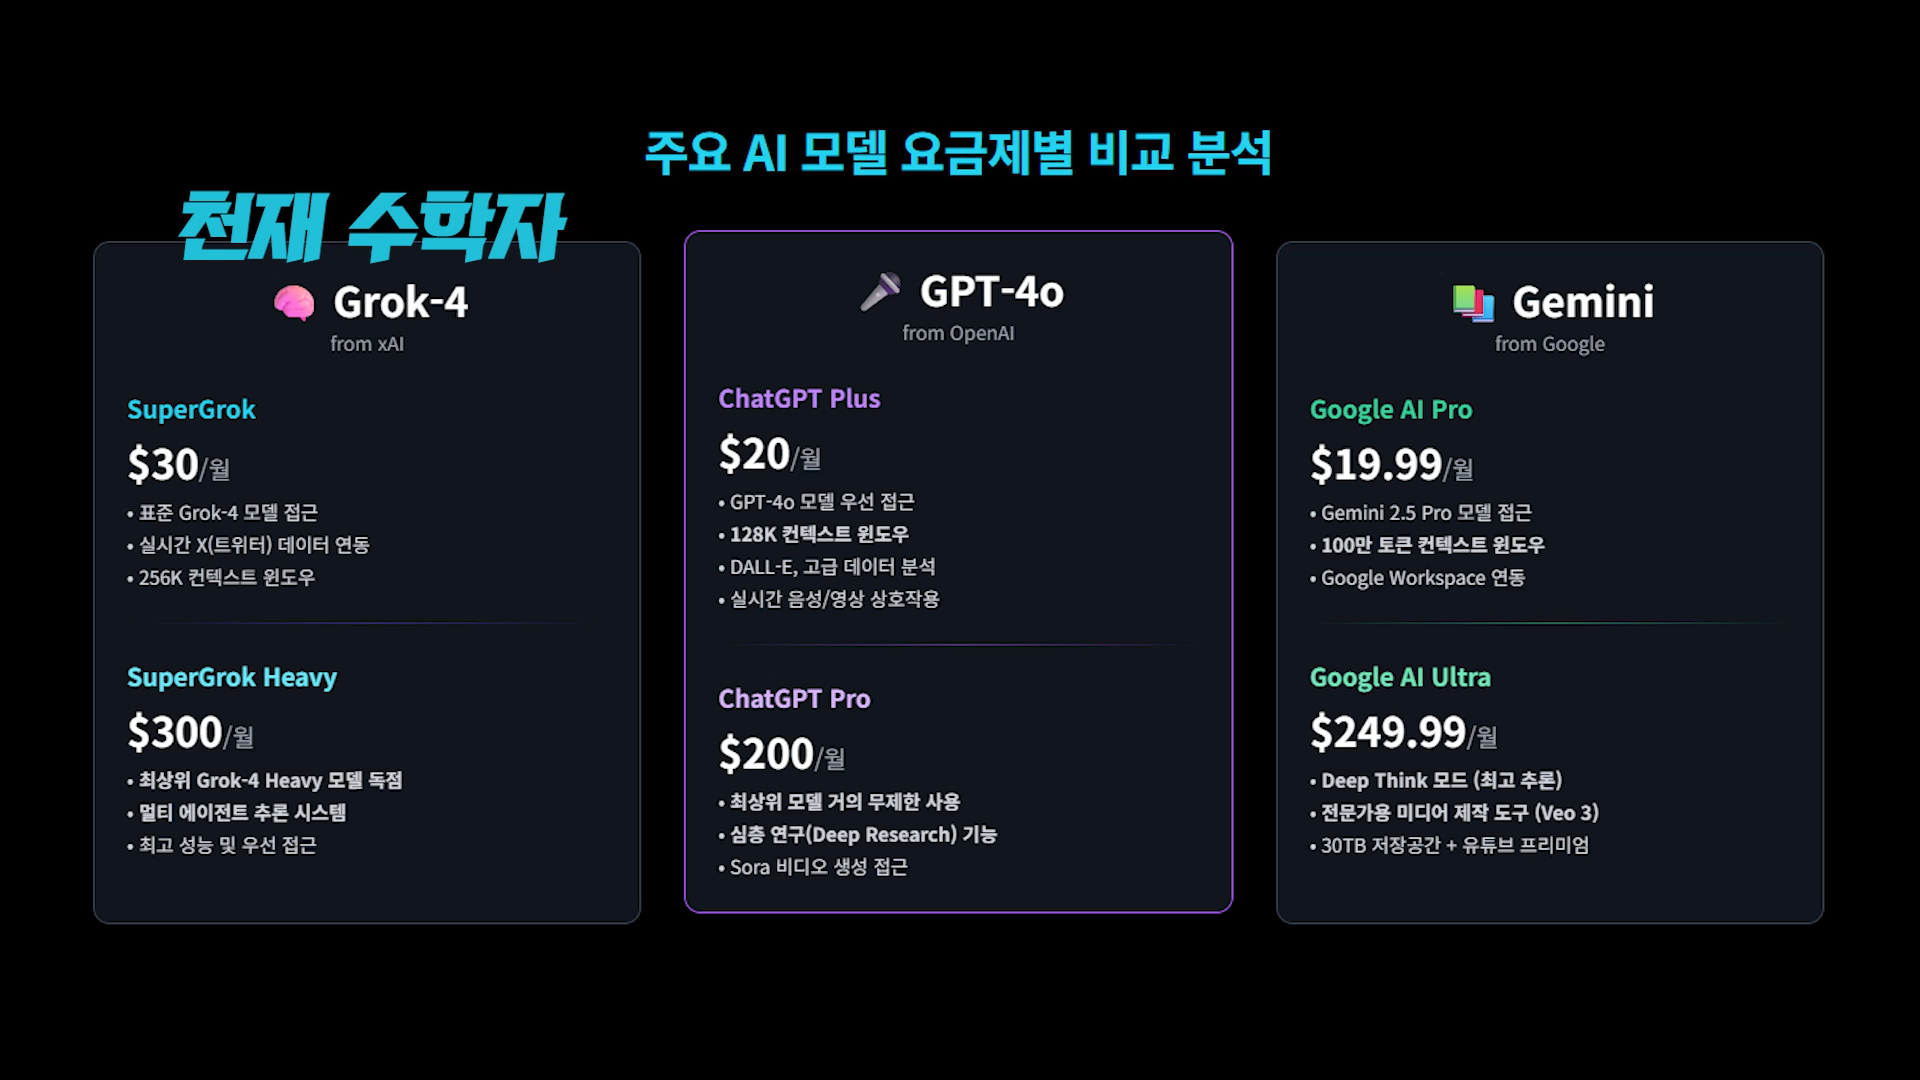 주요 AI 모델 요금제별 비교 분석
천재 수학자
Grok-4
from xAI
SuperGrok
$30/월
• 표준 Grok-4 모델 접근
• 실시간 X(트위터) 데이터 연동
• 256K 컨텍스트 윈도우
SuperGrok Heavy
$300/월
• 최상위 Grok-4 Heavy 모델 독점
• 멀티 에이전트 추론 시스템
• 최고 성능 및 우선 접근
GPT-4o
from OpenAI
ChatGPT Plus
$20/월
• GPT-4o 모델 우선 접근
• 128K 컨텍스트 윈도우
• DALL-E, 고급 데이터 분석
• 실시간 음성/영상 상호작용
ChatGPT Pro
$200/월
• 최상위 모델 거의 무제한 사용
• 심층 연구(Deep Research) 기능
• Sora 비디오 생성 접근
Gemini
from Google
Google AI Pro
$19.99/월
• Gemini 2.5 Pro 모델 접근
• 100만 토큰 컨텍스트 윈도우
• Google Workspace 연동
Google AI Ultra
$249.99/월
• Deep Think 모드 (최고 추론)
• 전문가용 미디어 제작 도구 (Veo 3)
• 30TB 저장공간 + 유튜브 프리미엄